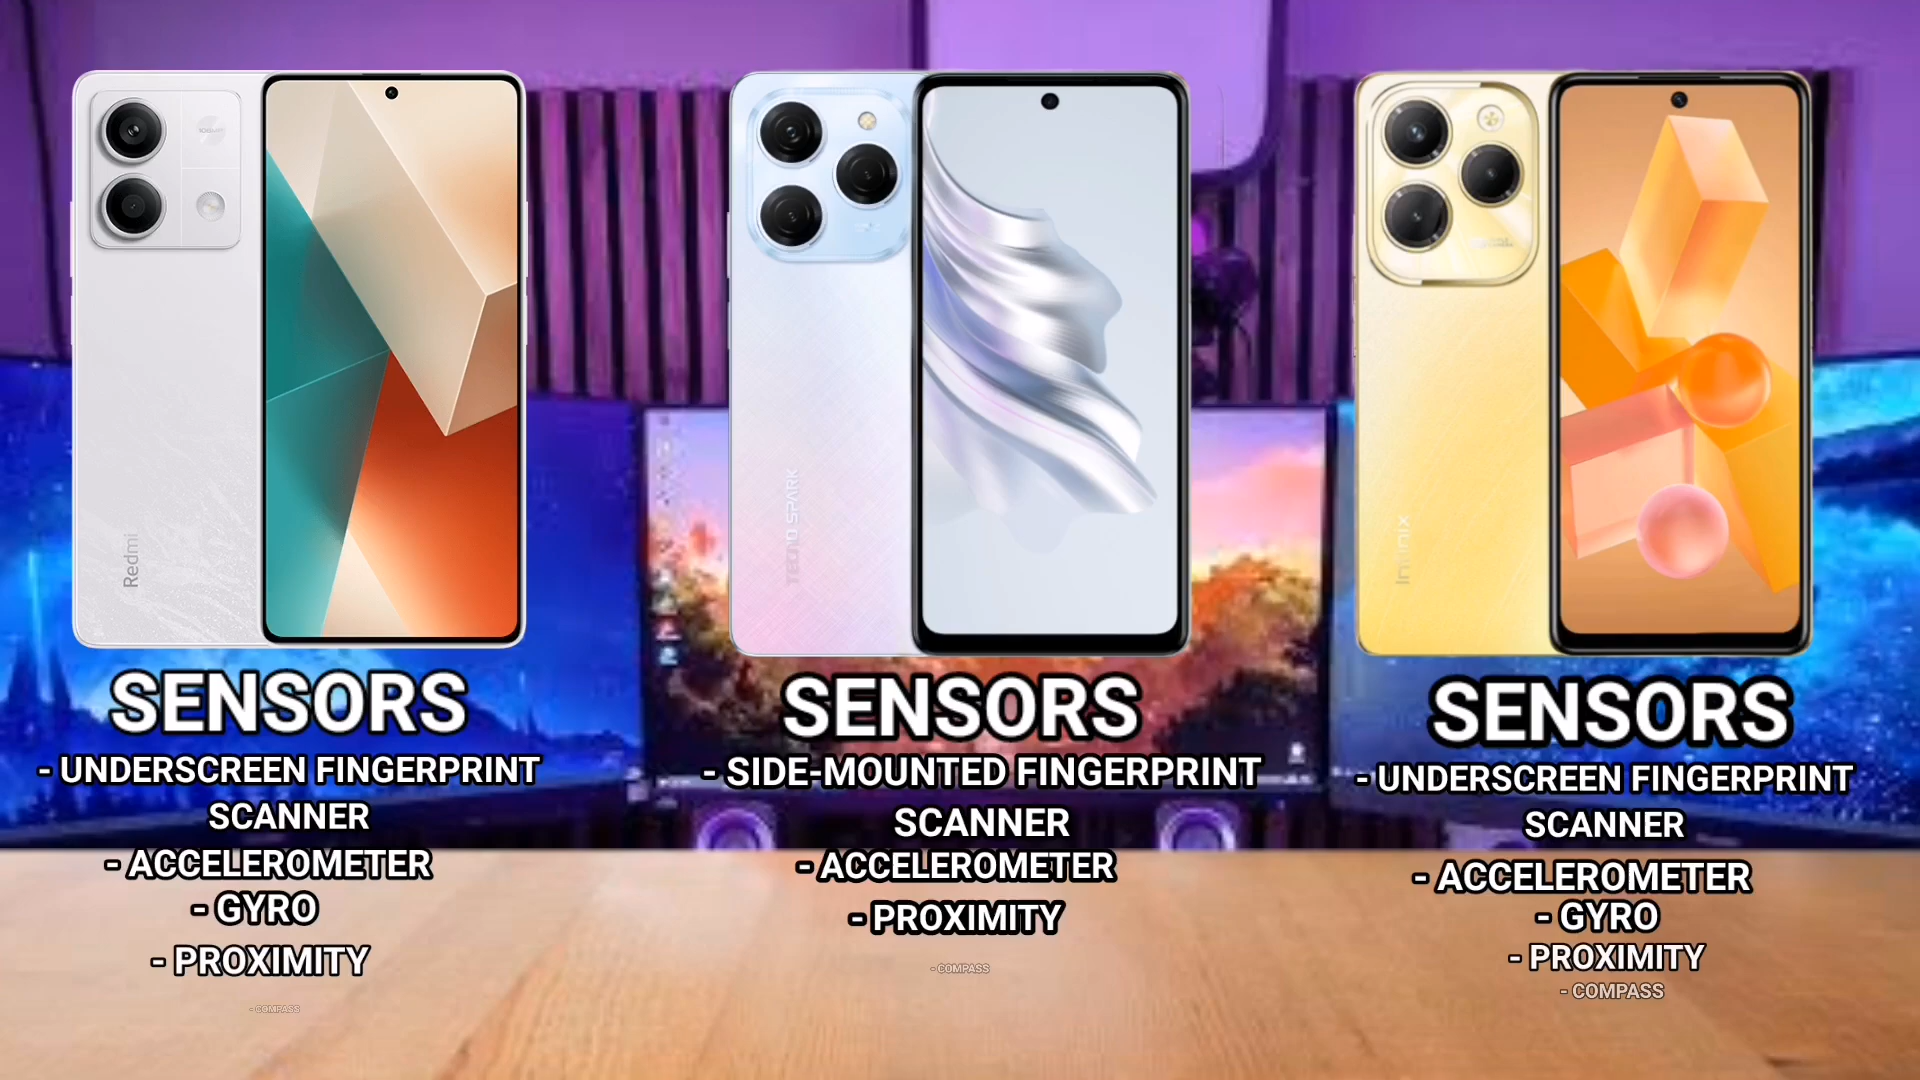 Redmi
TECNO SPARK
Infinix
SENSORS
- UNDERSCREEN FINGERPRINT
SCANNER
- ACCELEROMETER
- GYRO
- PROXIMITY
- COMPASS
SENSORS
- SIDE-MOUNTED FINGERPRINT
SCANNER
- ACCELEROMETER
- PROXIMITY
- COMPASS
SENSORS
- UNDERSCREEN FINGERPRINT
SCANNER
- ACCELEROMETER
- GYRO
- PROXIMITY
- COMPASS